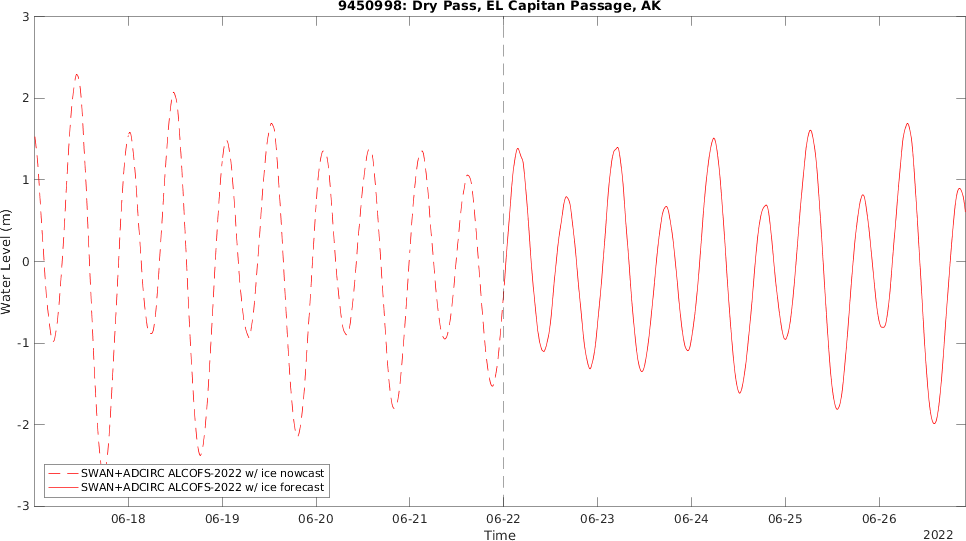 9450998: Dry Pass, EL Capitan Passage, AK
3
2
1
0
-1
-2
-3
Water Level (m)
SWAN+ADCIRC ALCOFS-2022 w/ ice nowcast
SWAN+ADCIRC ALCOFS-2022 w/ ice forecast
06-18 06-19 06-20 06-21 06-22 06-23 06-24 06-25 06-26
Time
2022